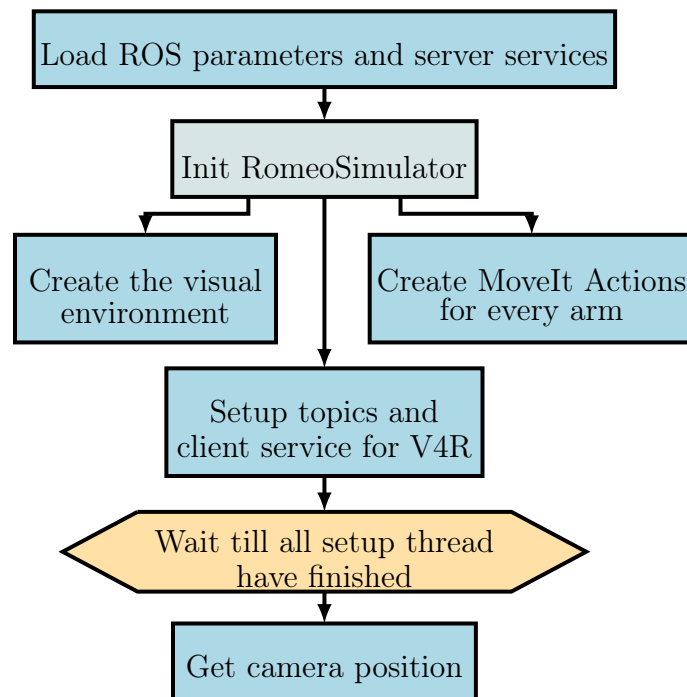 Load ROS parameters and server services
Init RomeoSimulator
Create the visual
environment
Create MoveIt Actions
for every arm
Setup topics and
client service for V4R
Wait till all setup thread
have finished
Get camera position